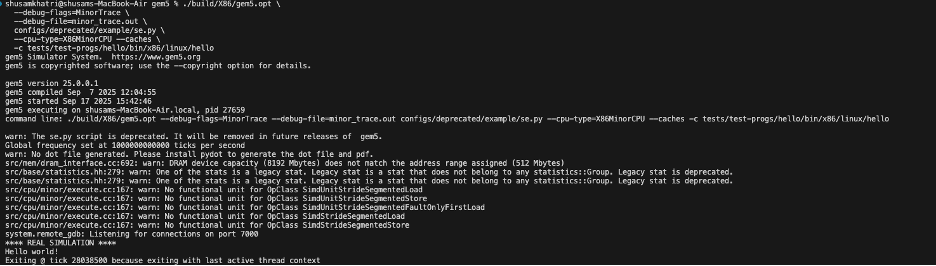 shusamkhatri@shusams-MacBook-Air gem5 % ./build/X86/gem5.opt \
--debug-flags=MinorTrace \
--debug-file=minor_trace.out \
configs/deprecated/example/se.py \
--cpu-type=X86MinorCPU --caches \
-c tests/test-progs/hello/bin/x86/linux/hello
gem5 Simulator System.  https://www.gem5.org
gem5 is copyrighted software; use the --copyright option for details.

gem5 version 25.0.0.1
gem5 compiled Sep  7 2025 12:04:55
gem5 started Sep 17 2025 15:42:46
gem5 executing on shusams-MacBook-Air.local, pid 27659
command line: ./build/X86/gem5.opt --debug-flags=MinorTrace --debug-file=minor_trace.out configs/deprecated/example/se.py --cpu-type=X86MinorCPU --caches -c tests/test-progs/hello/bin/x86/linux/hello

warn: The se.py script is deprecated. It will be removed in future releases of  gem5.
Global frequency set at 1000000000000 ticks per second
warn: No dot file generated. Please install pydot to generate the dot file and pdf.
src/mem/dram_interface.cc:692: warn: DRAM device capacity (8192 Mbytes) does not match the address range assigned (512 Mbytes)
src/base/statistics.hh:279: warn: One of the stats is a legacy stat. Legacy stat is a stat that does not belong to any statistics::Group. Legacy stat is deprecated.
src/base/statistics.hh:279: warn: One of the stats is a legacy stat. Legacy stat is a stat that does not belong to any statistics::Group. Legacy stat is deprecated.
src/cpu/minor/execute.cc:167: warn: No functional unit for OpClass SimdUnitStrideSegmentedLoad
src/cpu/minor/execute.cc:167: warn: No functional unit for OpClass SimdUnitStrideSegmentedStore
src/cpu/minor/execute.cc:167: warn: No functional unit for OpClass SimdUnitStrideSegmentedFaultOnlyFirstLoad
src/cpu/minor/execute.cc:167: warn: No functional unit for OpClass SimdStrideSegmentedLoad
src/cpu/minor/execute.cc:167: warn: No functional unit for OpClass SimdStrideSegmentedStore
system.remote_gdb: Listening for connections on port 7000
**** REAL SIMULATION ****
Hello world!
Exiting @ tick 28038500 because exiting with last active thread context